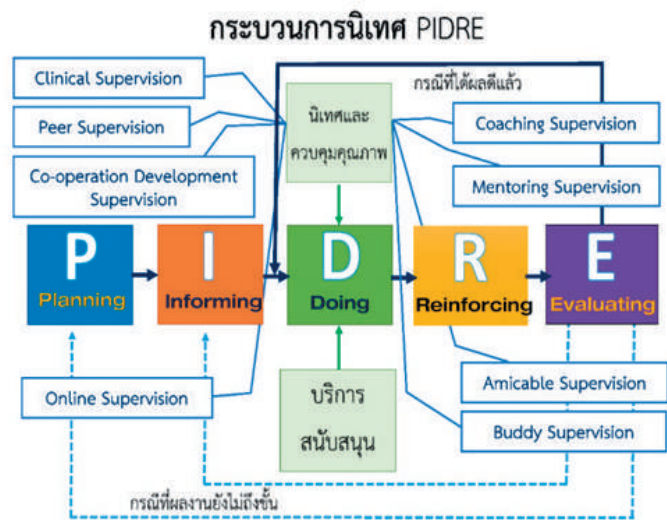 กระบวนการนิเทศ PIDRE
Clinical Supervision
Peer Supervision
Co-operation Development
Supervision
นิเทศและ
ควบคุมคุณภาพ
กรณีที่ได้ผลดีแล้ว
Coaching Supervision
Mentoring Supervision
P
Planning
I
Informing
D
Doing
R
Reinforcing
E
Evaluating
Online Supervision
บริการ
สนับสนุน
Amicable Supervision
Buddy Supervision
กรณีที่ผลงานยังไม่ถึงขั้น